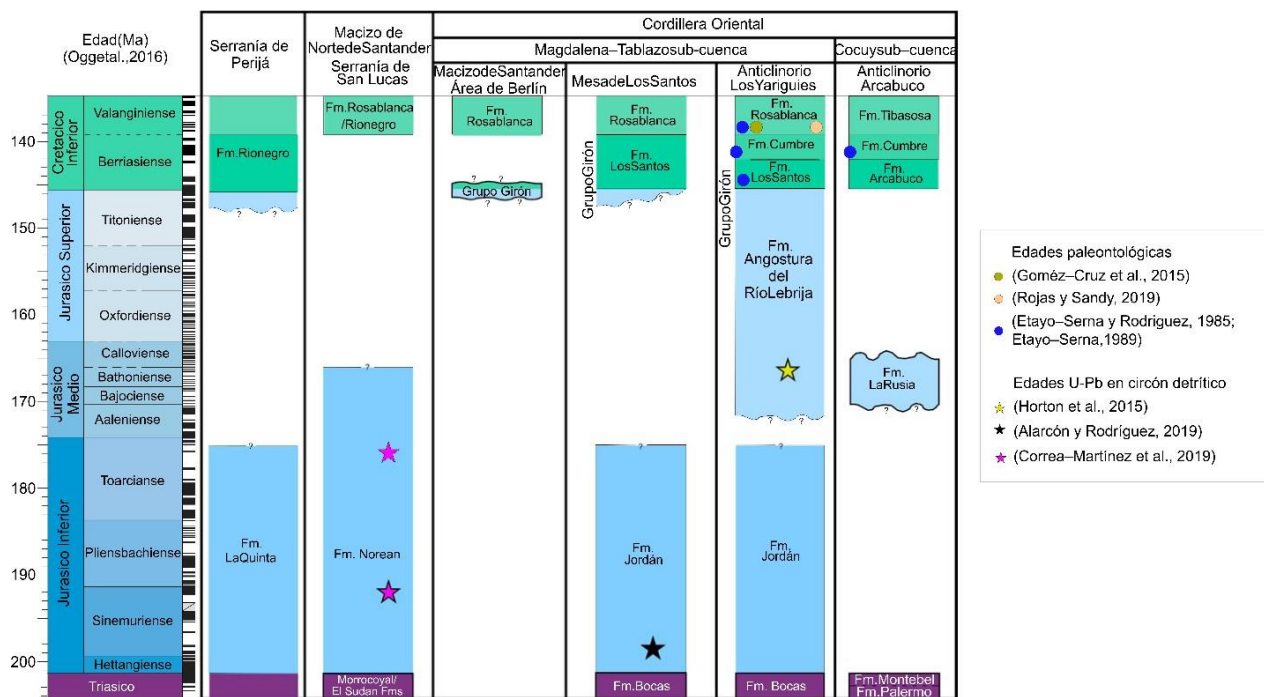 Edad(Ma)
(Oggetal.,2016)
Serranía de
Perijá
Macizo de
NortedeSantander
Serranía de
San Lucas
Cordillera Oriental
Magdalena–Tablazosub-cuenca
Cocuysub–cuenca
MacizodeSantander
Área de Berlín
MesadeLosSantos
Anticlinorio
LosYariguies
Anticlinorio
Arcabuco
140
150
160
170
180
190
200
Cretacico
Inferior
Jurasico Superior
Jurasico
Medio
Jurasico Inferior
Valanginiense
Berriasiense
Titoniense
Kimmeridgiense
Oxfordiense
Calloviense
Bathoniense
Bajociense
Aaleniense
Toarcianse
Pliensbachiense
Sinemuriense
Hettangiense
Triasico
Fm.Rionegro
? ?
?
Fm.
LaQuinta
Fm.Rosablanca
/Rionegro
?
Fm. Norean
Morrocoyal/
El Sudan Fms
Fm.
Rosablanca
? ?
Grupo Girón
? ?
GrupoGirón
Fm.
Rosablanca
Fm.
LosSantos
? ?
?
Fm.
Jordán
Fm.Bocas
GrupoGirón
Fm.
Rosablanca
Fm.Cumbre
Fm.
LosSantos
Fm.
Angostura
del
RíoLebrija
? ?
?
Fm.
Jordán
Fm. Bocas
Fm.Tibasosa
Fm.Cumbre
Fm.
Arcabuco
Fm.
LaRusia
? ?
Fm.Montebel
Fm.Palermo
Edades paleontológicas
(Gornéz–Cruz et al., 2015)
(Rojas y Sandy, 2019)
(Etayo–Serna y Rodríguez, 1985;
Etayo–Serna,1989)
Edades U-Pb en circón detrítico
(Horton et al., 2015)
(Alarcón y Rodríguez, 2019)
(Correa–Martínez et al., 2019)